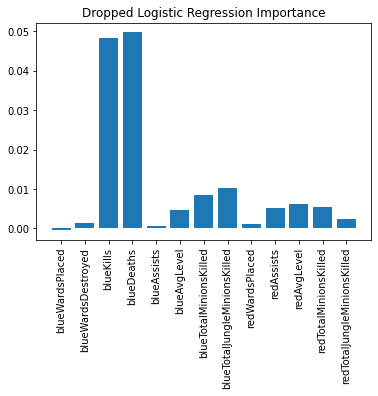 Dropped Logistic Regression Importance
0.05
0.04
0.03
0.02
0.01
0.00
blueWardsPlaced
blueWardsDestroyed
blueKills
blueDeaths
blueAssists
blueAvgLevel
blueTotalMinionsKilled
blueTotalJungleMinionsKilled
redWardsPlaced
redAssists
redAvgLevel
redTotalMinionsKilled
redTotalJungleMinionsKilled